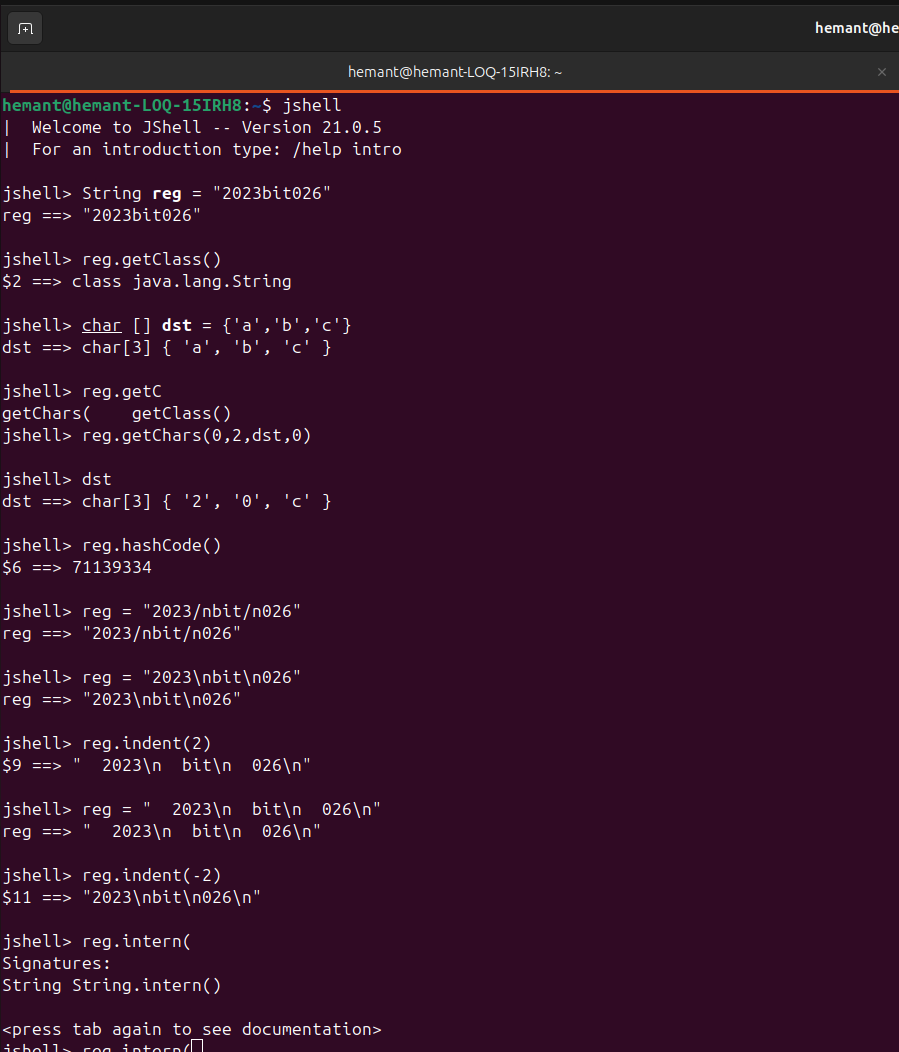 hemant@he
hemant@hemant-LOQ-15IRH8: ~
hemant@hemant-LOQ-15IRH8:~$ jshell
|  Welcome to JShell -- Version 21.0.5
|  For an introduction type: /help intro
jshell> String reg = "2023bit026"
reg ==> "2023bit026"
jshell> reg.getClass()
$2 ==> class java.lang.String
jshell> char [] dst = {'a','b','c'}
dst ==> char[3] { 'a', 'b', 'c' }
jshell> reg.getC
getChars(    getClass()
jshell> reg.getChars(0,2,dst,0)
jshell> dst
dst ==> char[3] { '2', '0', 'c' }
jshell> reg.hashCode()
$6 ==> 71139334
jshell> reg = "2023/nbit/n026"
reg ==> "2023/nbit/n026"
jshell> reg = "2023\nbit\n026"
reg ==> "2023\nbit\n026"
jshell> reg.indent(2)
$9 ==> "  2023\n  bit\n  026\n"
jshell> reg = "  2023\n  bit\n  026\n"
reg ==> "  2023\n  bit\n  026\n"
jshell> reg.indent(-2)
$11 ==> "2023\nbit\n026\n"
jshell> reg.intern(
Signatures:
String String.intern()
<press tab again to see documentation>
jshell> reg.intern(